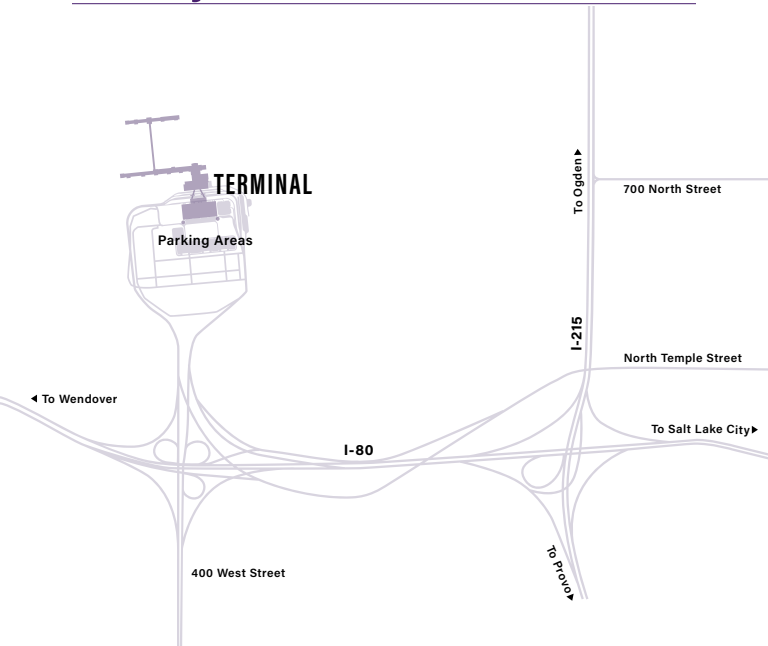 TERMINAL
To Ogden
700 North Street
Parking Areas
I-215
North Temple Street
To Wendover
To Salt Lake City
I-80
To Provo
400 West Street